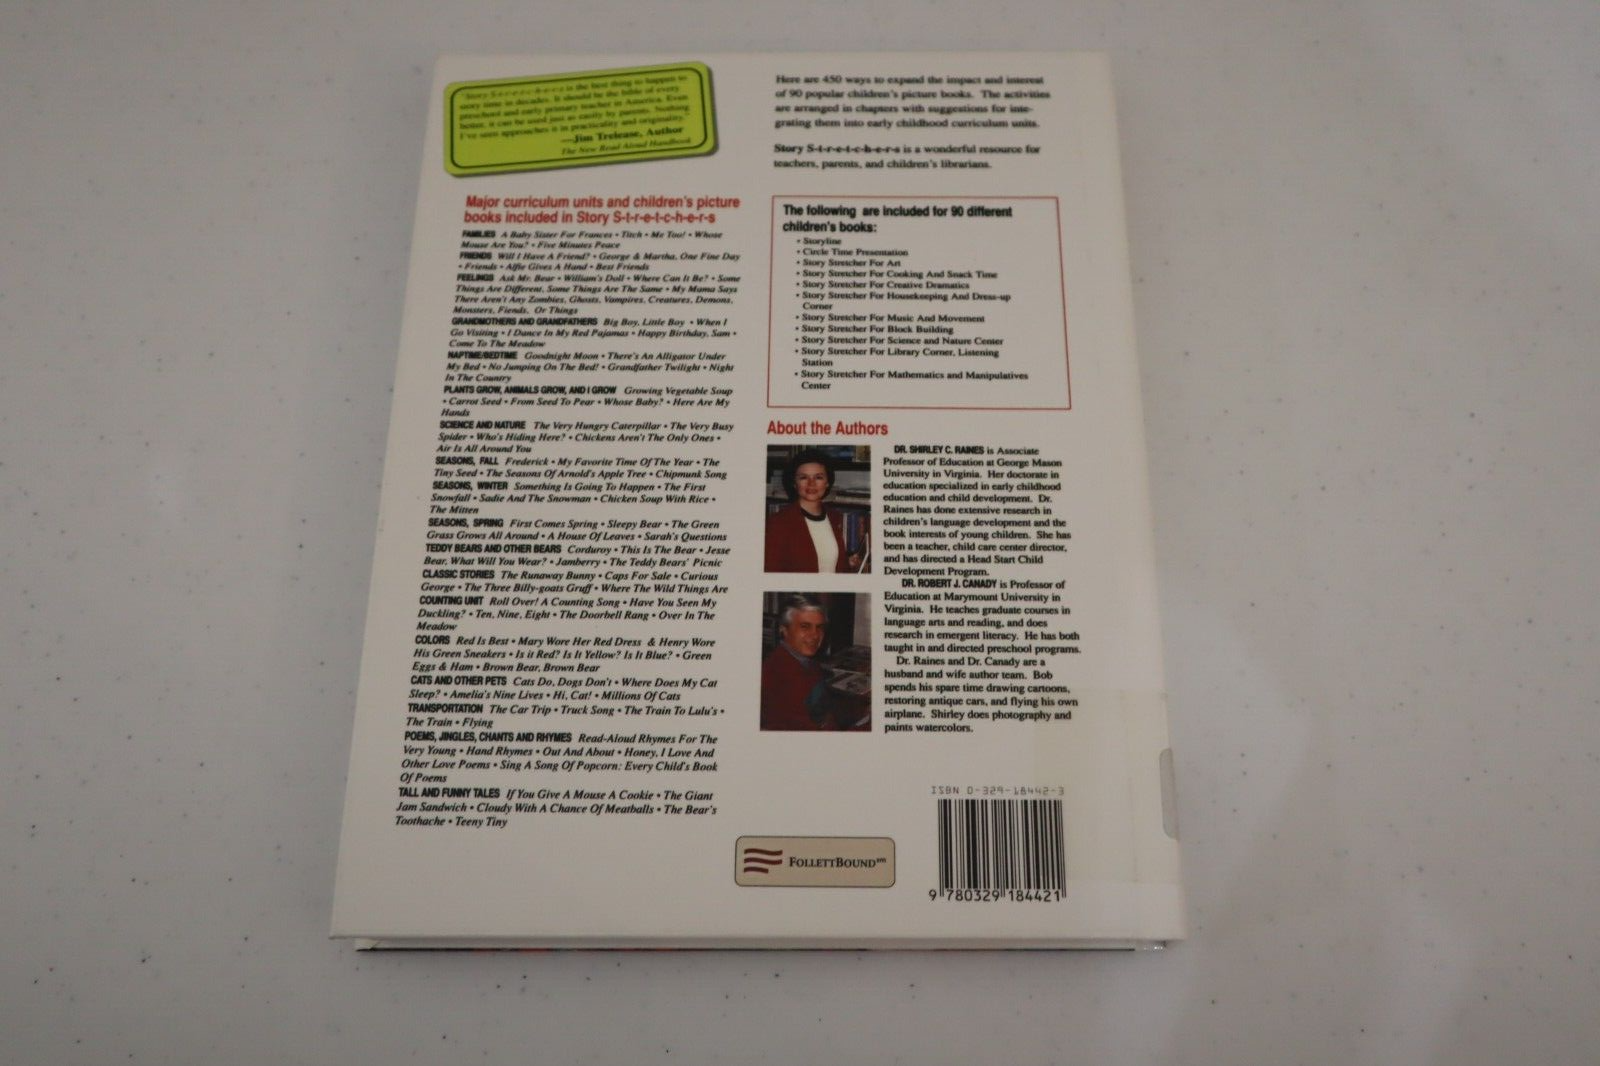 Story S-t-r-e-t-c-h-e-r-s is the best thing to happen to
story time in decades. It should be the bible of every
preschool and early primary teacher in America. Even
better, it can be used just as easily by parents. Nothing
I've seen approaches it in practicality and originality."
—Jim Trelease, Author
The New Read Aloud Handbook
Major curriculum units and children's picture
books included in Story S-t-r-e-t-c-h-e-r-s
FAMILIES A Baby Sister For Frances • Titch • Me Too! • Whose
Mouse Are You? • Five Minutes Peace
FRIENDS Will I Have A Friend? • George & Martha, One Fine Day
• Friends • Alfie Gives A Hand • Best Friends
FEELINGS Ask Mr. Bear • William's Doll • Where Can It Be? • Some
Things Are Different, Some Things Are The Same • My Mama Says
There Aren't Any Zombies, Ghosts, Vampires, Creatures, Demons,
Monsters, Fiends, Or Things
GRANDMOTHERS AND GRANDFATHERS Big Boy, Little Boy • When I
Go Visiting • I Dance In My Red Pajamas • Happy Birthday, Sam •
Come To The Meadow
NAPTIME/BEDTIME Goodnight Moon • There's An Alligator Under
My Bed • No Jumping On The Bed! • Grandfather Twilight • Night
In The Country
PLANTS GROW, ANIMALS GROW, AND I GROW Growing Vegetable Soup
• Carrot Seed • From Seed To Pear • Whose Baby? • Here Are My
Hands
SCIENCE AND NATURE The Very Hungry Caterpillar • The Very Busy
Spider • Who's Hiding Here? • Chickens Aren't The Only Ones •
Air Is All Around You
SEASONS, FALL Frederick • My Favorite Time Of The Year • The
Tiny Seed • The Seasons Of Arnold's Apple Tree • Chipmunk Song
SEASONS, WINTER Something Is Going To Happen • The First
Snowfall • Sadie And The Snowman • Chicken Soup With Rice •
The Mitten
SEASONS, SPRING First Comes Spring • Sleepy Bear • The Green
Grass Grows All Around • A House Of Leaves • Sarah's Questions
TEDDY BEARS AND OTHER BEARS Corduroy • This Is The Bear • Jesse
Bear, What Will You Wear? • Jamberry • The Teddy Bears' Picnic
CLASSIC STORIES The Runaway Bunny • Caps For Sale • Curious
George • The Three Billy-goats Gruff • Where The Wild Things Are
COUNTING UNIT Roll Over! A Counting Song • Have You Seen My
Duckling? • Ten, Nine, Eight • The Doorbell Rang • Over In The
Meadow
COLORS Red Is Best • Mary Wore Her Red Dress & Henry Wore
His Green Sneakers • Is it Red? Is It Yellow? Is It Blue? • Green
Eggs & Ham • Brown Bear, Brown Bear
CATS AND OTHER PETS Cats Do, Dogs Don't • Where Does My Cat
Sleep? • Amelia's Nine Lives • Hi, Cat! • Millions Of Cats
TRANSPORTATION The Car Trip • Truck Song • The Train To Lulu's •
The Train • Flying
POEMS, JINGLES, CHANTS AND RHYMES Read-Aloud Rhymes For The
Very Young • Hand Rhymes • Out And About • Honey, I Love And
Other Love Poems • Sing A Song Of Popcorn: Every Child's Book
Of Poems
TALL AND FUNNY TALES If You Give A Mouse A Cookie • The Giant
Jam Sandwich • Cloudy With A Chance Of Meatballs • The Bear's
Toothache • Teeny Tiny
Here are 450 ways to expand the impact and interest
of 90 popular children's picture books. The activities
are arranged in chapters with suggestions for inte-
grating them into early childhood curriculum units.
Story S-t-r-e-t-c-h-e-r-s is a wonderful resource for
teachers, parents, and children's librarians.
The following are included for 90 different
children's books:
• Storyline
• Circle Time Presentation
• Story Stretcher For Art
• Story Stretcher For Cooking And Snack Time
• Story Stretcher For Creative Dramatics
• Story Stretcher For Housekeeping And Dress-up
Corner
• Story Stretcher For Music And Movement
• Story Stretcher For Block Building
• Story Stretcher For Science and Nature Center
• Story Stretcher For Library Corner, Listening
Station
• Story Stretcher For Mathematics and Manipulatives
Center
About the Authors
DR. SHIRLEY C. RAINES is Associate
Professor of Education at George Mason
University in Virginia. Her doctorate in
education specialized in early childhood
education and child development. Dr.
Raines has done extensive research in
children's language development and the
book interests of young children. She has
been a teacher, child care center director,
and has directed a Head Start Child
Development Program.
DR. ROBERT J. CANADY is Professor of
Education at Marymount University in
Virginia. He teaches graduate courses in
language arts and reading, and does
research in emergent literacy. He has both
taught in and directed preschool programs.
Dr. Raines and Dr. Canady are a
husband and wife author team. Bob
spends his spare time drawing cartoons,
restoring antique cars, and flying his own
airplane. Shirley does photography and
paints watercolors.
ISBN 0-329-18442-3
9 780329 184421
FOLLETTBOUND℠